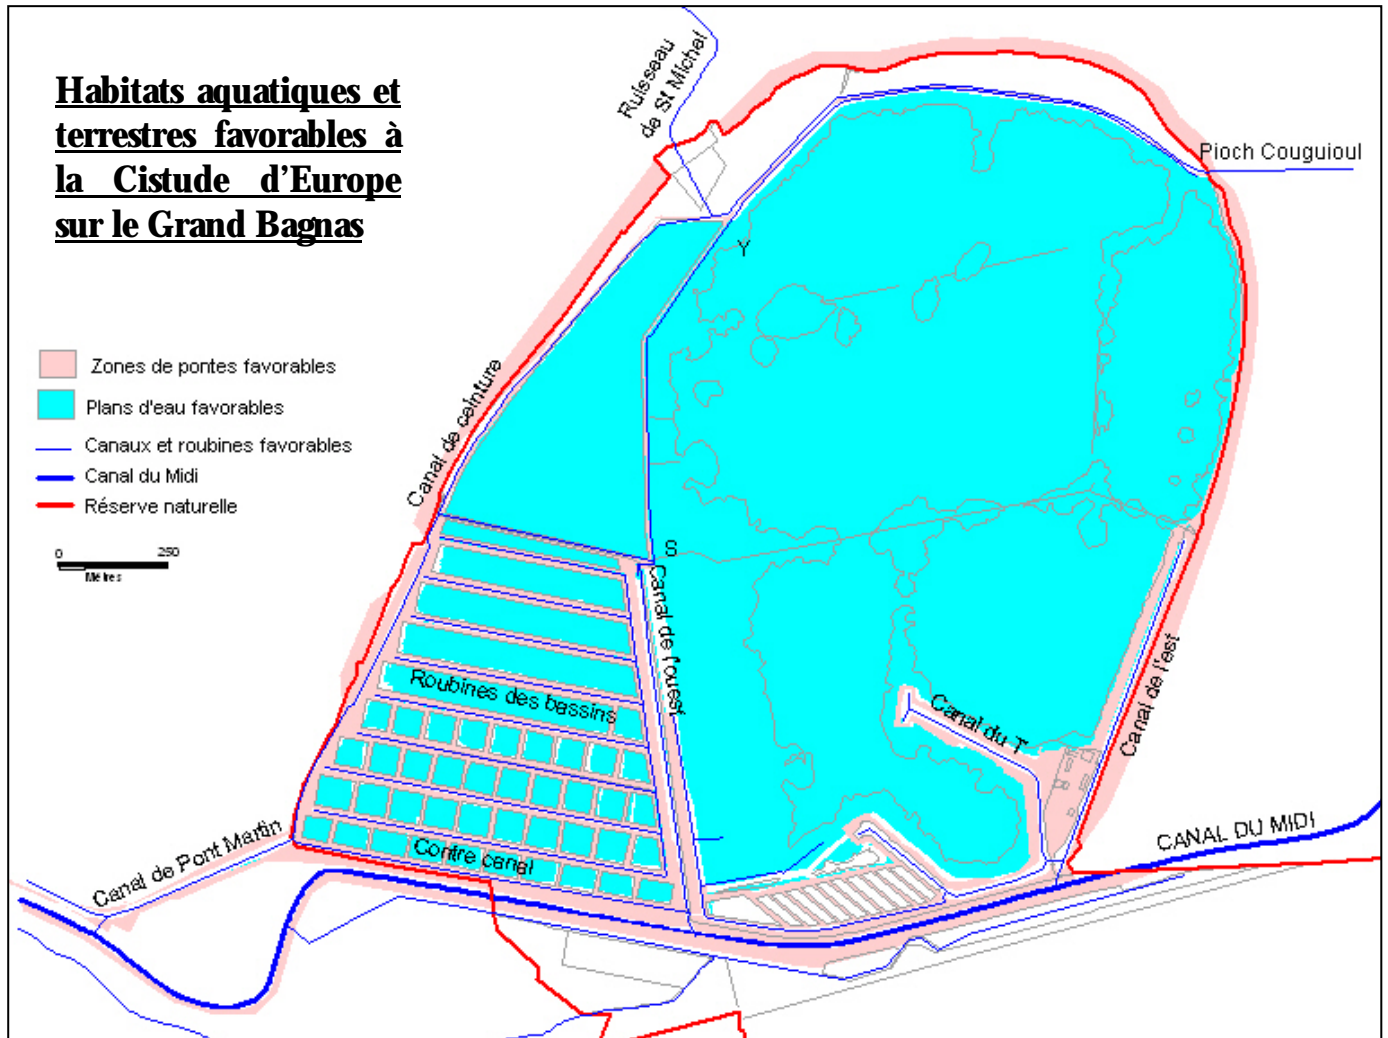 Habitats aquatiques et
terrestres favorables à
la Cistude d'Europe
sur le Grand Bagnas
Ruisseau
de St Michel
Pioch Couguioul
Y
Zones de pontes favorables
Plans d'eau favorables
Canaux et roubines favorables
Canal du Midi
Réserve naturelle
0 250
Mètres
Canal de ceinture
S
Canal de l'ouest
Roubines des bassins
Canal du T
Canal de l'est
Contre canal
Canal de Pont Martin
CANAL DU MIDI